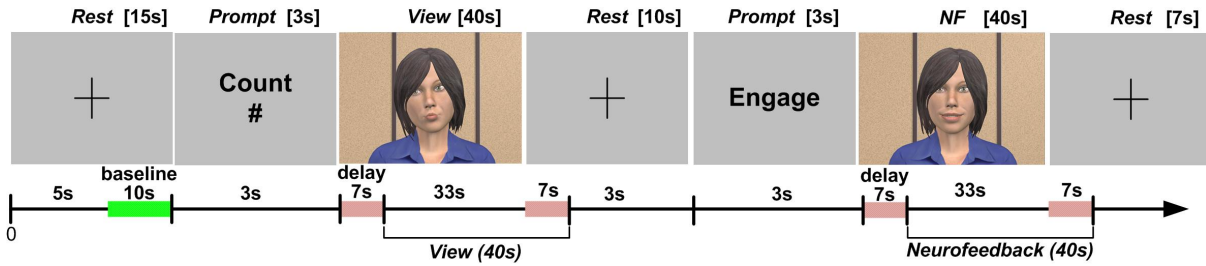 Rest [15s] Prompt [3s] View [40s] Rest [10s] Prompt [3s] NF [40s] Rest [7s]
Count
#
Engage
baseline delay delay
5s 10s 3s 7s 33s 7s 3s 3s 7s 33s 7s
0
View (40s) Neurofeedback (40s)